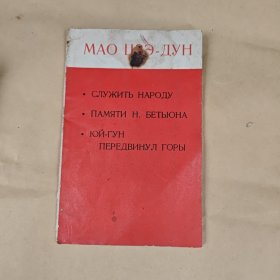 МАО ЦЗЭ-ДУН
• СЛУЖИТЬ НАРОДУ
• ПАМЯТИ Н. БЕТЬЮНА
• ЮЙ-ГУН
ПЕРЕДВИНУЛ ГОРЫ